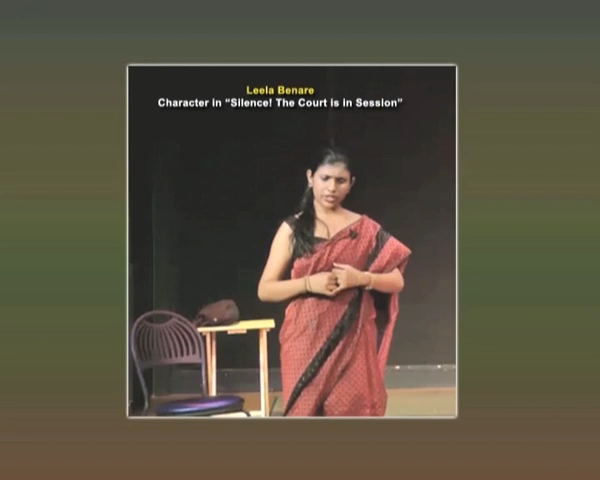 Leela Benare
Character in “Silence! The Court is in Session”